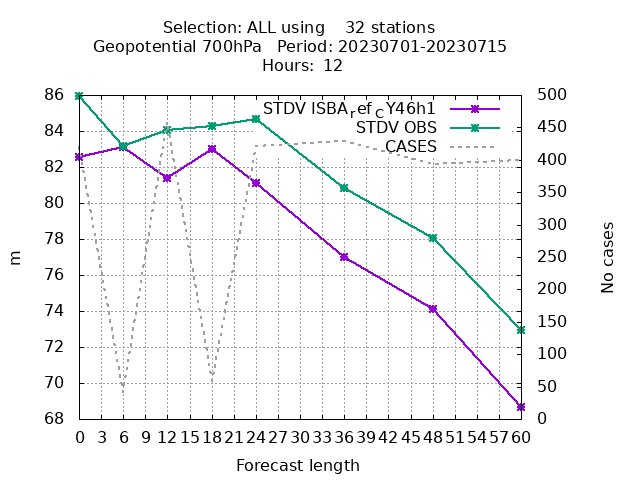 Selection: ALL using    32 stations
Geopotential 700hPa   Period: 20230701-20230715
Hours:  12
STDV ISBA_ref_CY46h1
STDV OBS
CASES
86
84
82
80
78
76
74
72
70
68
m
500
450
400
350
300
250
200
150
100
50
0
No cases
0 3 6 9 12 15 18 21 24 27 30 33 36 39 42 45 48 51 54 57 60
Forecast length